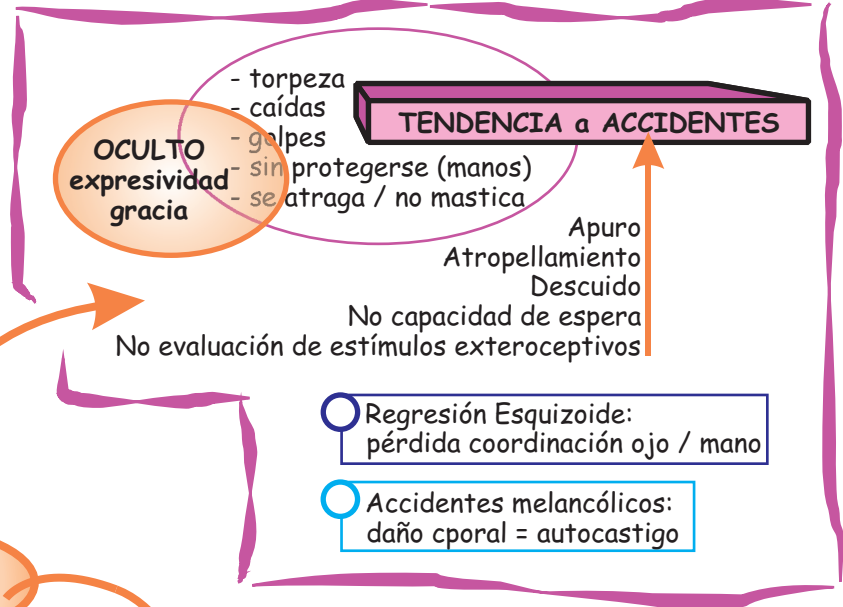 - torpeza
- caídas
- golpes
- sin protegerse (manos)
- se atraga / no mastica
TENDENCIA a ACCIDENTES
OCULTO
expresividad
gracia
Apuro
Atropellamiento
Descuido
No capacidad de espera
No evaluación de estímulos exteroceptivos
Regresión Esquizoide:
pérdida coordinación ojo / mano
Accidentes melancólicos:
daño cporal = autocastigo